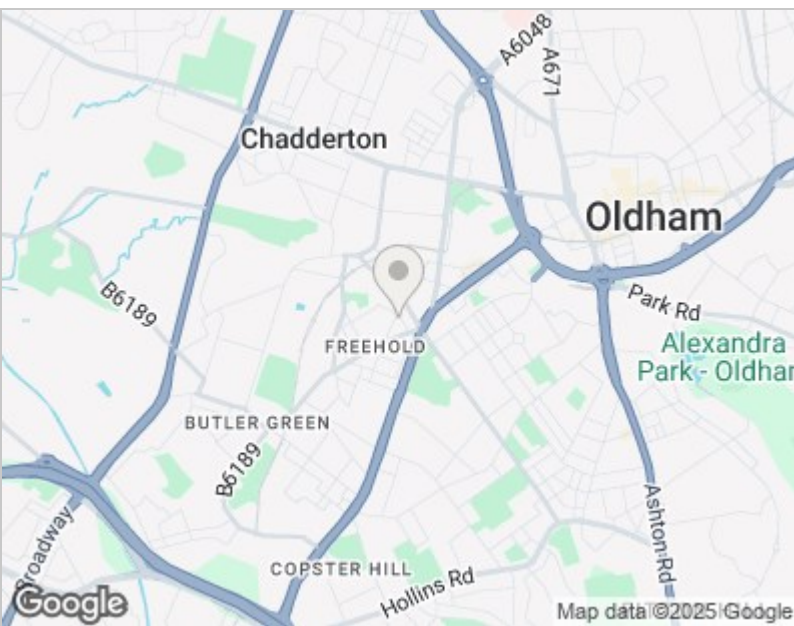 A6048
A671
Chadderton
Oldham
B6189
Park Rd
FREEHOLD
Alexandra
Park - Oldham
BUTLER GREEN
B6189
Broadway
Ashton Rd
COPSTER HILL
Hollins Rd
Google
Map data ©2025 Google